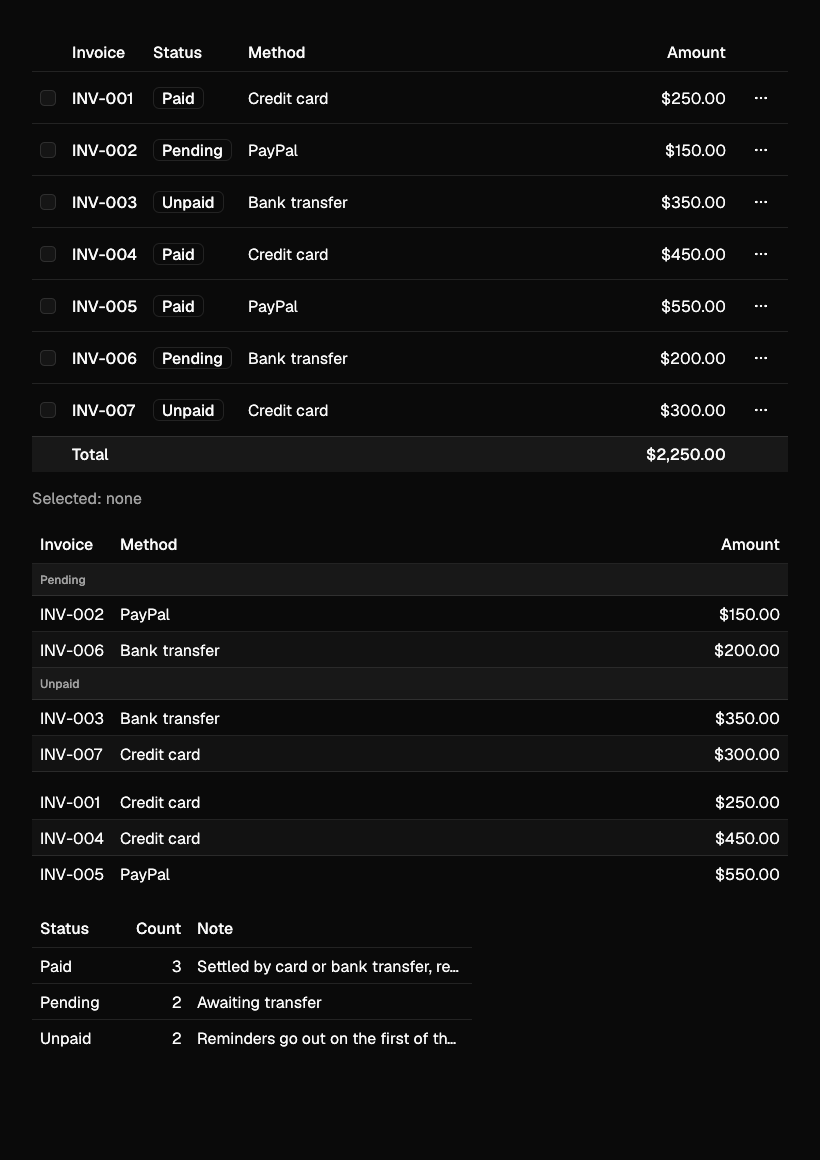 Invoice Status Method Amount
INV-001 Paid Credit card $250.00 ···
INV-002 Pending PayPal $150.00 ···
INV-003 Unpaid Bank transfer $350.00 ···
INV-004 Paid Credit card $450.00 ···
INV-005 Paid PayPal $550.00 ···
INV-006 Pending Bank transfer $200.00 ···
INV-007 Unpaid Credit card $300.00 ···
Total $2,250.00
Selected: none
Invoice Method Amount
Pending
INV-002 PayPal $150.00
INV-006 Bank transfer $200.00
Unpaid
INV-003 Bank transfer $350.00
INV-007 Credit card $300.00
INV-001 Credit card $250.00
INV-004 Credit card $450.00
INV-005 PayPal $550.00
Status Count Note
Paid 3 Settled by card or bank transfer, re...
Pending 2 Awaiting transfer
Unpaid 2 Reminders go out on the first of th...